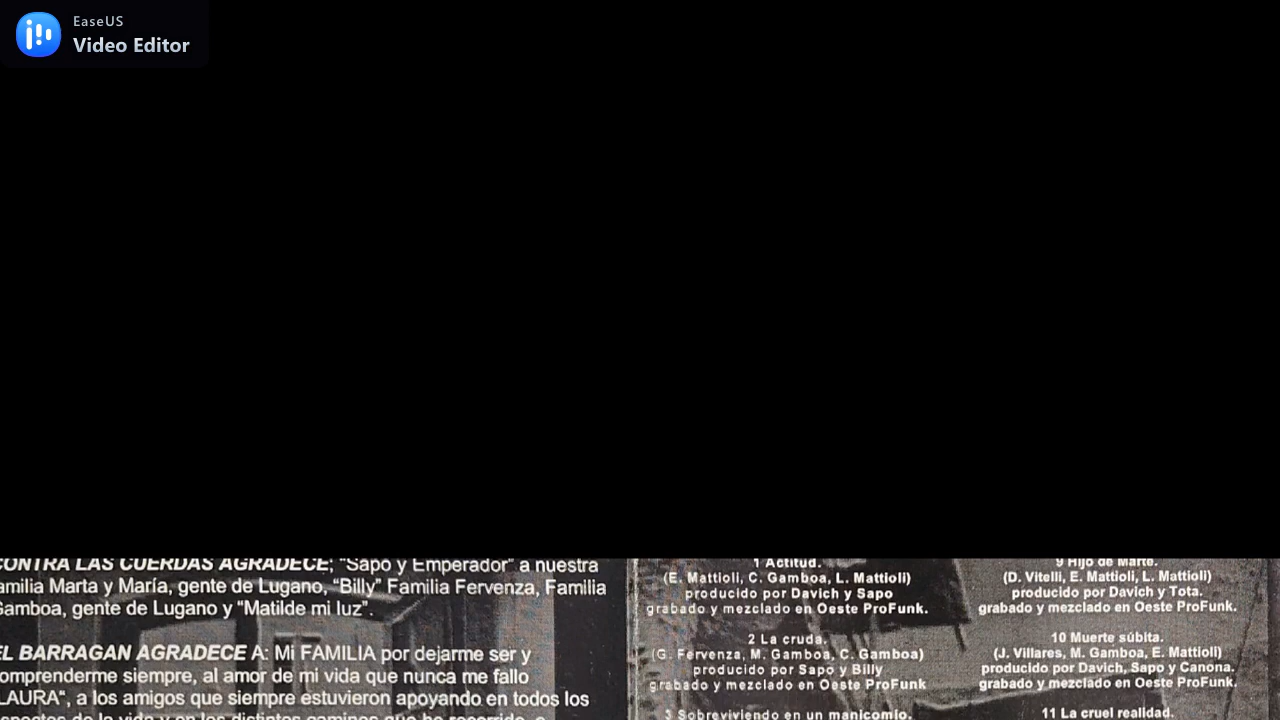 EaseUS
Video Editor
CONTRA LAS CUERDAS AGRADECE; “Sapo y Emperador” a nuestra
amilia Marta y María, gente de Lugano, “Billy” Familia Fervenza, Familia
Gamboa, gente de Lugano y “Matilde mi luz”.
EL BARRAGAN AGRADECE A: Mi FAMILIA por dejarme ser y
omprenderme siempre, al amor de mi vida que nunca me fallo
LAURA“, a los amigos que siempre estuvieron apoyando en todos los
1 Actitud.
(E. Mattioli, C. Gamboa, L. Mattioli)
producido por Davich y Sapo
grabado y mezclado en Oeste ProFunk.
2 La cruda.
(G. Fervenza, M. Gamboa, C. Gamboa)
producido por Sapo y Billy
grabado y mezclado en Oeste ProFunk
3 Sobreviviendo en un manicomio.
9 Hijo de Marte.
(D. Vitelli, E. Mattioli, L. Mattioli)
producido por Davich y Tota.
grabado y mezclado en Oeste ProFunk.
10 Muerte súbita.
(J. Villares, M. Gamboa, E. Mattioli)
producido por Davich, Sapo y Canona.
grabado y mezclado en Oeste ProFunk.
11 La cruel realidad.